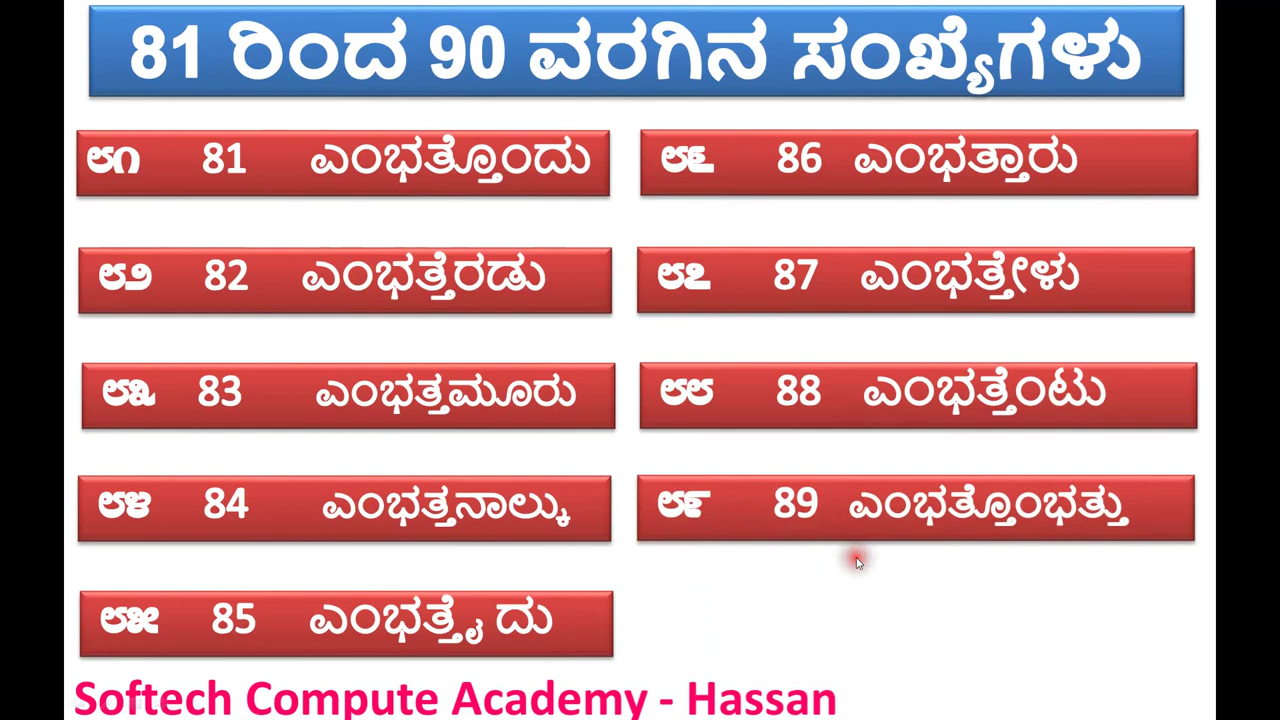 81 ರಿಂದ 90 ವರಗಿನ ಸಂಖ್ಯೆಗಳು
೮೧ 81 ಎಂಭತ್ತೊಂದು
೮೨ 82 ಎಂಭತ್ತೆರಡು
೮೩ 83 ಎಂಭತ್ತಮೂರು
೮೪ 84 ಎಂಭತ್ತನಾಲ್ಕು
೮೫ 85 ಎಂಭತ್ತೈದು
೮೬ 86 ಎಂಭತ್ತಾರು
೮೭ 87 ಎಂಭತ್ತೇಳು
೮೮ 88 ಎಂಭತ್ತೆಂಟು
೮೯ 89 ಎಂಭತ್ತೊಂಭತ್ತು
Softech Compute Academy - Hassan